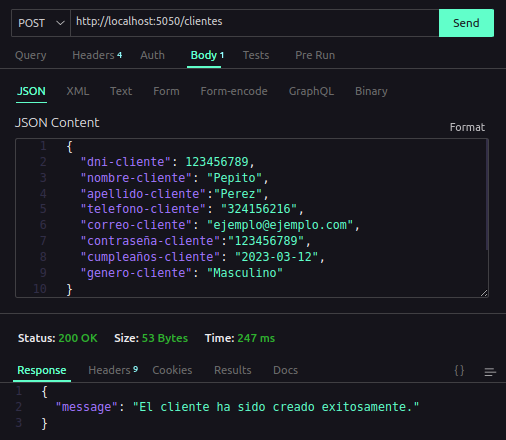 POST http://localhost:5050/clientes Send
Query Headers 4 Auth Body 1 Tests Pre Run
JSON XML Text Form Form-encode GraphQL Binary
JSON Content Format
1 {
2 "dni-cliente": 123456789,
3 "nombre-cliente": "Pepito",
4 "apellido-cliente":"Perez",
5 "telefono-cliente": "324156216",
6 "correo-cliente": "ejemplo@ejemplo.com",
7 "contraseña-cliente":"123456789",
8 "cumpleaños-cliente": "2023-03-12",
9 "genero-cliente": "Masculino"
10 }
Status: 200 OK Size: 53 Bytes Time: 247 ms
Response Headers 9 Cookies Results Docs {}
1 {
2 "message": "El cliente ha sido creado exitosamente."
3 }